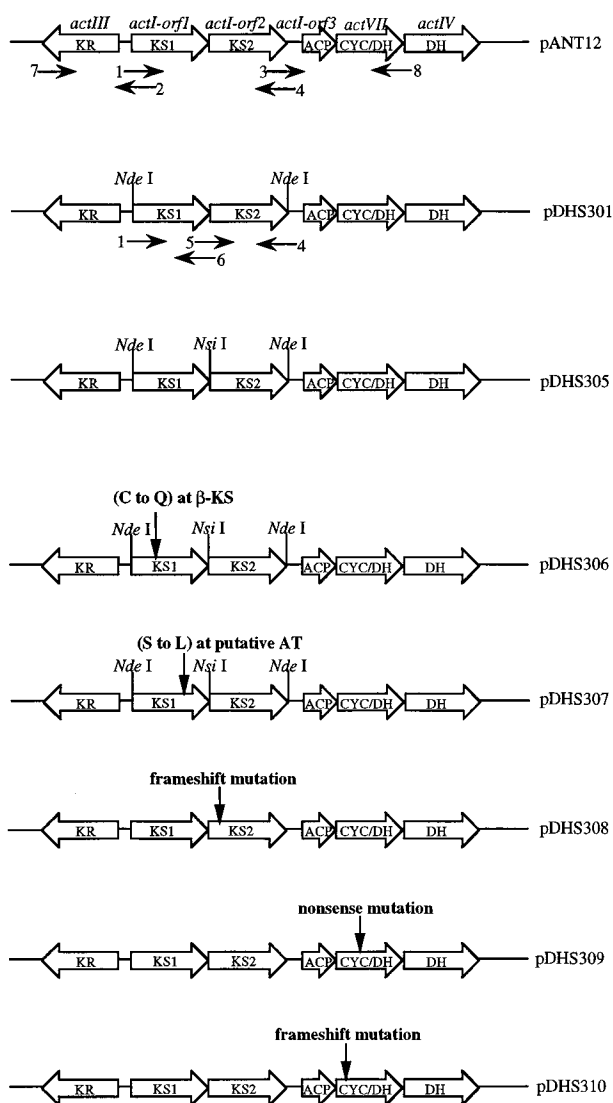 actIII actI-orf1 actI-orf2 actI-orf3 actVII actIV
KR KS1 KS2 ACP CYC/DH DH pANT12
7 1 3 8
2 4
Nde I Nde I
KR KS1 KS2 ACP CYC/DH DH pDHS301
1 5 4
6
Nde I Nsi I Nde I
KR KS1 KS2 ACP CYC/DH DH pDHS305
(C to Q) at β-KS
Nde I Nsi I Nde I
KR KS1 KS2 ACP CYC/DH DH pDHS306
(S to L) at putative AT
Nde I Nsi I Nde I
KR KS1 KS2 ACP CYC/DH DH pDHS307
frameshift mutation
KR KS1 KS2 ACP CYC/DH DH pDHS308
nonsense mutation
KR KS1 KS2 ACP CYC/DH DH pDHS309
frameshift mutation
KR KS1 KS2 ACP CYC/DH DH pDHS310